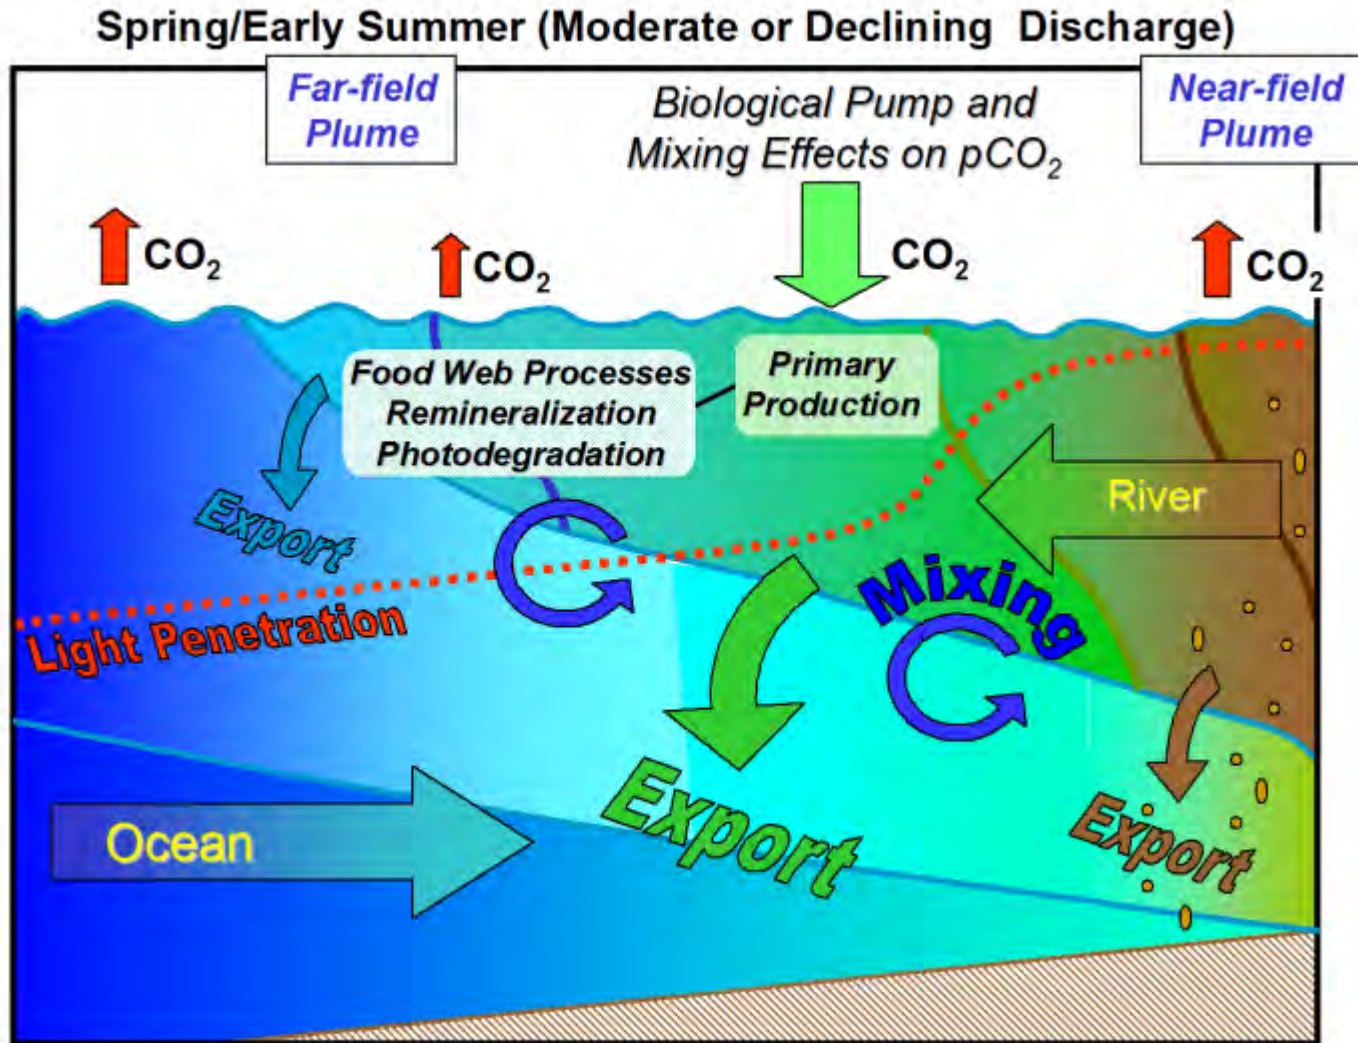 Spring/Early Summer (Moderate or Declining Discharge)
Far-field
Plume
Biological Pump and
Mixing Effects on pCO₂
Near-field
Plume
CO₂
CO₂
CO₂
CO₂
Food Web Processes
Remineralization
Photodegradation
Primary
Production
River
Export
Mixing
Light Penetration
Export
Export
Ocean